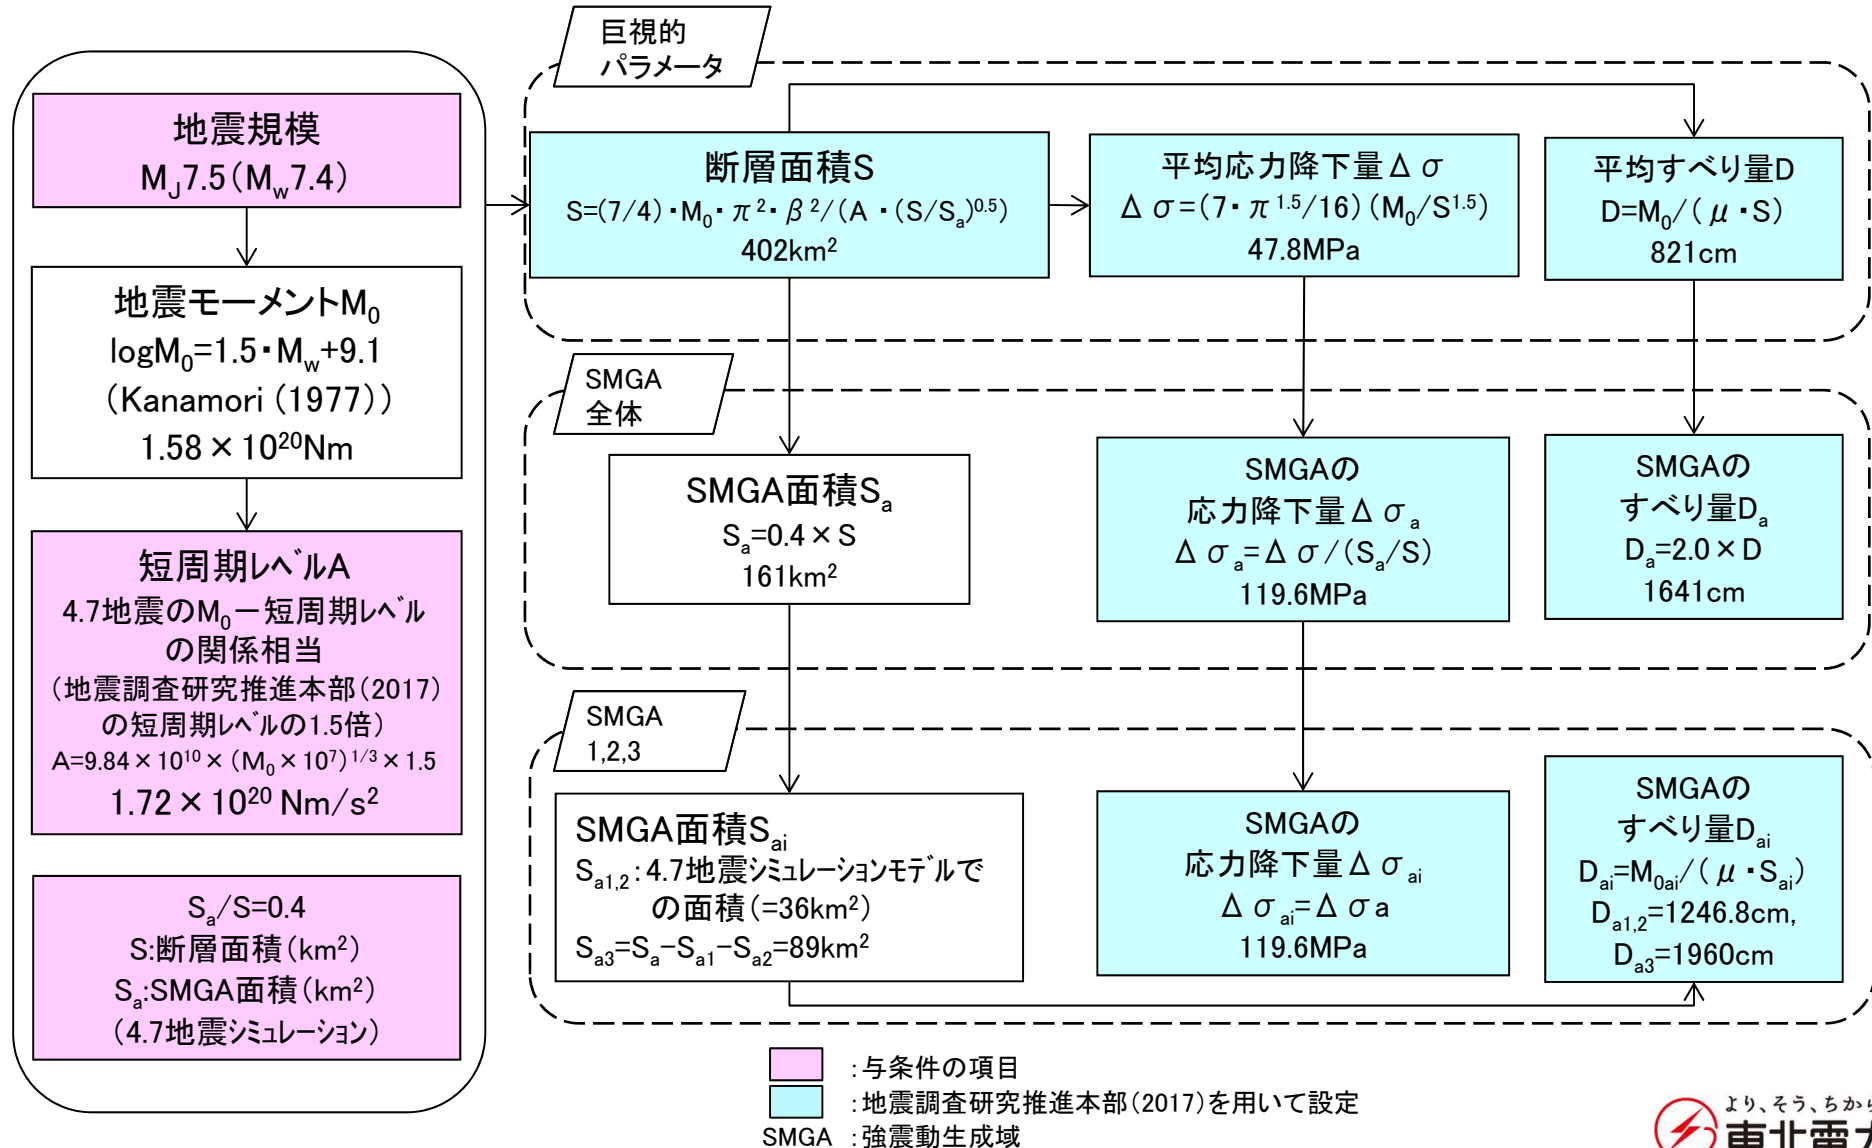 地震規模
MJ7.5(Mw7.4)
地震モーメントM0
logM0=1.5・Mw+9.1
(Kanamori (1977))
1.58×10²⁰Nm
短周期レベルA
4.7地震のM0ー短周期レベル
の関係相当
(地震調査研究推進本部(2017)
の短周期レベルの1.5倍)
A=9.84×10¹⁰×(M0×10⁷)¹/³×1.5
1.72×10²⁰ Nm/s²
Sa/S=0.4
S:断層面積(km²)
Sa:SMGA面積(km²)
(4.7地震シミュレーション)
巨視的
パラメータ
断層面積S
S=(7/4)・M0・π²・β²/(A・(S/Sa)⁰·⁵)
402km²
平均応力降下量Δσ
Δσ=(7・π¹·⁵/16)(M0/S¹·⁵)
47.8MPa
平均すべり量D
D=M0/(μ・S)
821cm
SMGA
全体
SMGA面積Sa
Sa=0.4×S
161km²
SMGAの
応力降下量Δσa
Δσa=Δσ/(Sa/S)
119.6MPa
SMGAの
すべり量Da
Da=2.0×D
1641cm
SMGA
1,2,3
SMGA面積Sai
Sa1,2:4.7地震シミュレーションモデルで
の面積(=36km²)
Sa3=Sa-Sa1-Sa2=89km²
SMGAの
応力降下量Δσai
Δσai=Δσa
119.6MPa
SMGAの
すべり量Dai
Dai=M0ai/(μ・Sai)
Da1,2=1246.8cm,
Da3=1960cm
:与条件の項目
:地震調査研究推進本部(2017)を用いて設定
SMGA :強震動生成域
より、そう、ちから
東北電